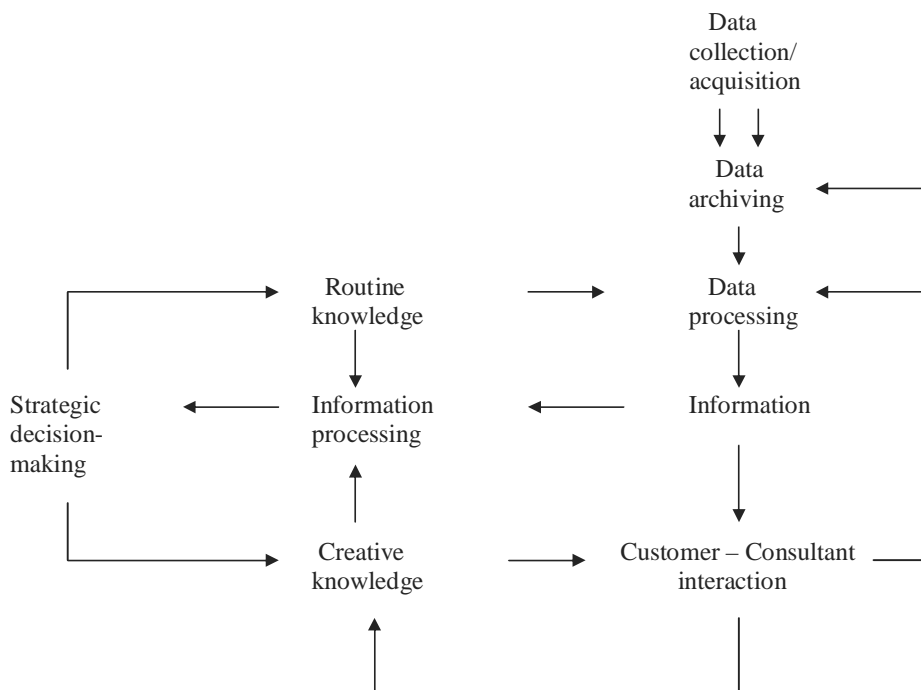 Data
collection/
acquisition
Data
archiving
Routine
knowledge
Data
processing
Strategic
decision-
making
Information
processing
Information
Creative
knowledge
Customer – Consultant
interaction